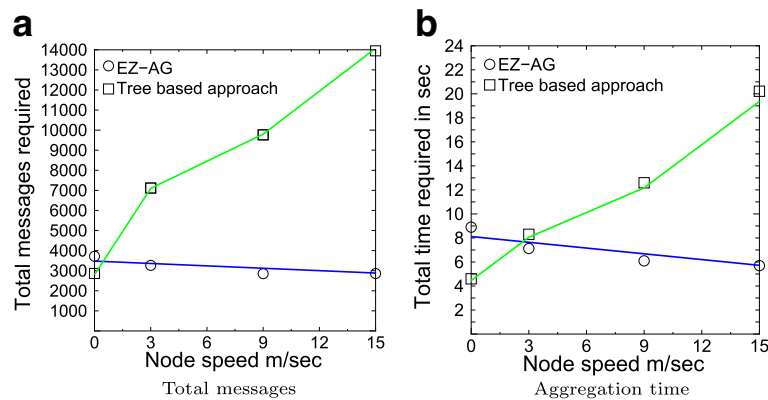 a
14000
13000
12000
11000
10000
9000
8000
7000
6000
5000
4000
3000
2000
1000
Total messages required
EZ−AG
Tree based approach
0 3 6 9 12 15
Node speed m/sec
Total messages
b
24
22
20
18
16
14
12
10
8
6
4
2
Total time required in sec
EZ−AG
Tree based approach
0 3 6 9 12 15
Node speed m/sec
Aggregation time